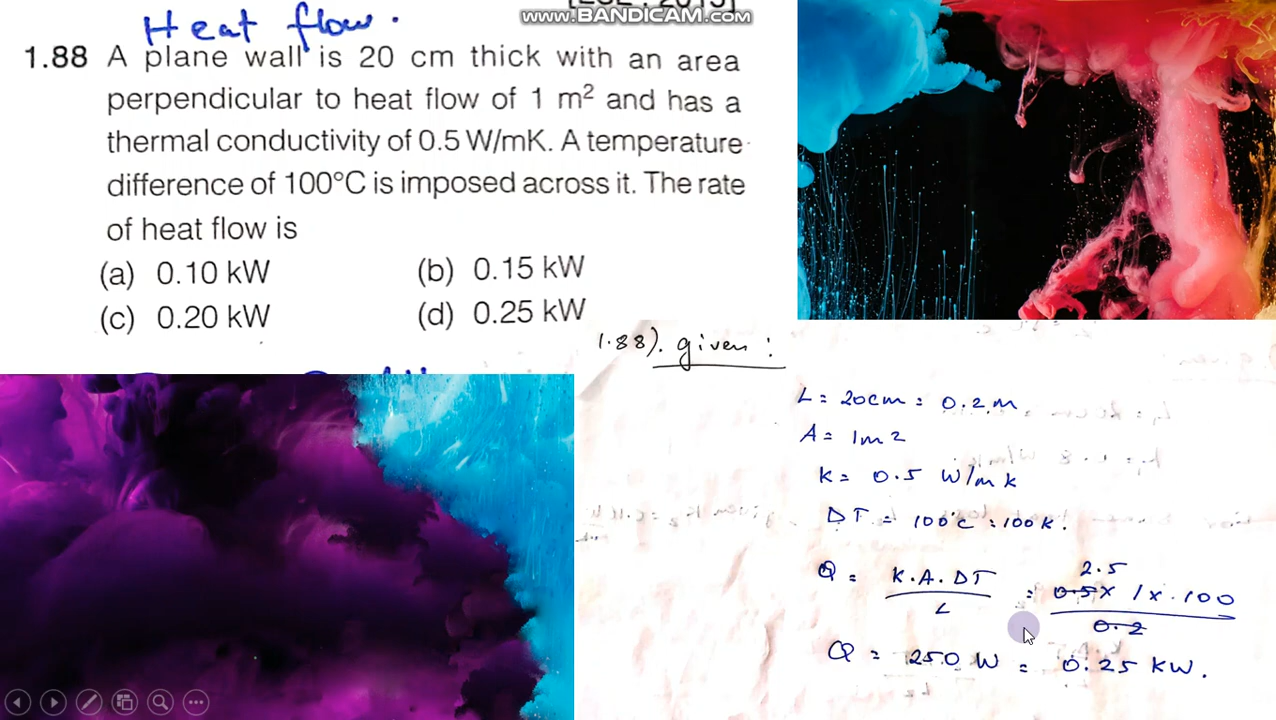 www.BANDICAM.com
Heat flow.
1.88 A plane wall is 20 cm thick with an area
perpendicular to heat flow of 1 m² and has a
thermal conductivity of 0.5 W/mK. A temperature
difference of 100°C is imposed across it. The rate
of heat flow is
(a) 0.10 kW (b) 0.15 kW
(c) 0.20 kW (d) 0.25 kW
1.88). given :
L = 20cm = 0.2 m
A = 1m2
K = 0.5 W/mK
DT = 100°C = 100K.
2.5
Q = K.A.DT = 0.5 x 1 x .100
L 0.2
Q = 250 W = 0.25 KW.